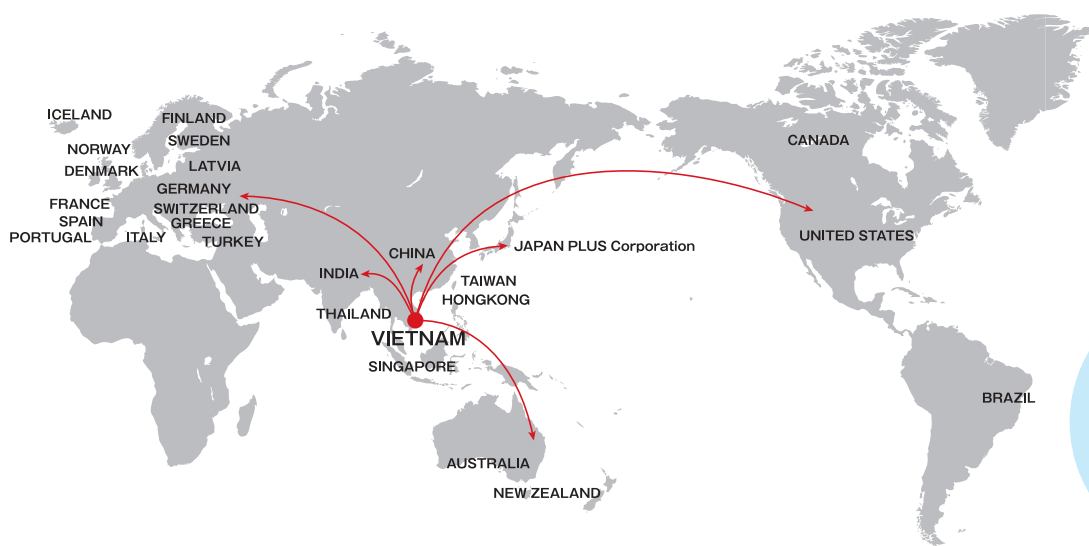 ICELAND
FINLAND
SWEDEN
NORWAY
DENMARK
LATVIA
GERMANY
FRANCE
SWITZERLAND
SPAIN
GREECE
PORTUGAL
ITALY
TURKEY
CANADA
UNITED STATES
CHINA
JAPAN PLUS Corporation
INDIA
TAIWAN
HONGKONG
THAILAND
VIETNAM
SINGAPORE
BRAZIL
AUSTRALIA
NEW ZEALAND